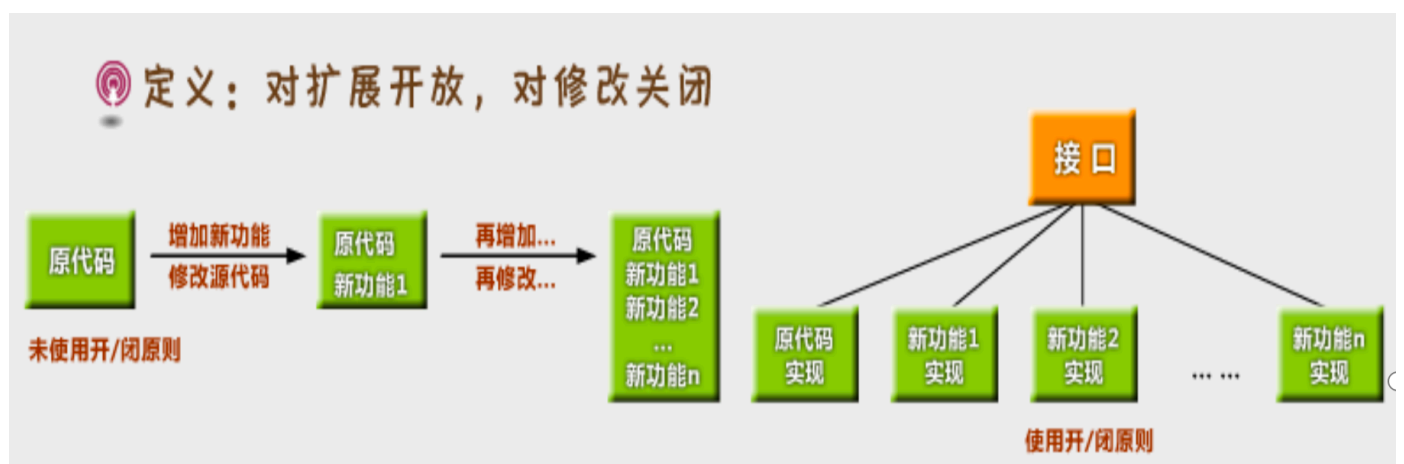 定义：对扩展开放，对修改关闭
接口
原代码
增加新功能
修改源代码
原代码
新功能1
再增加...
再修改...
原代码
新功能1
新功能2
...
新功能n
未使用开/闭原则
原代码
实现
新功能1
实现
新功能2
实现
... ...
新功能n
实现
使用开/闭原则